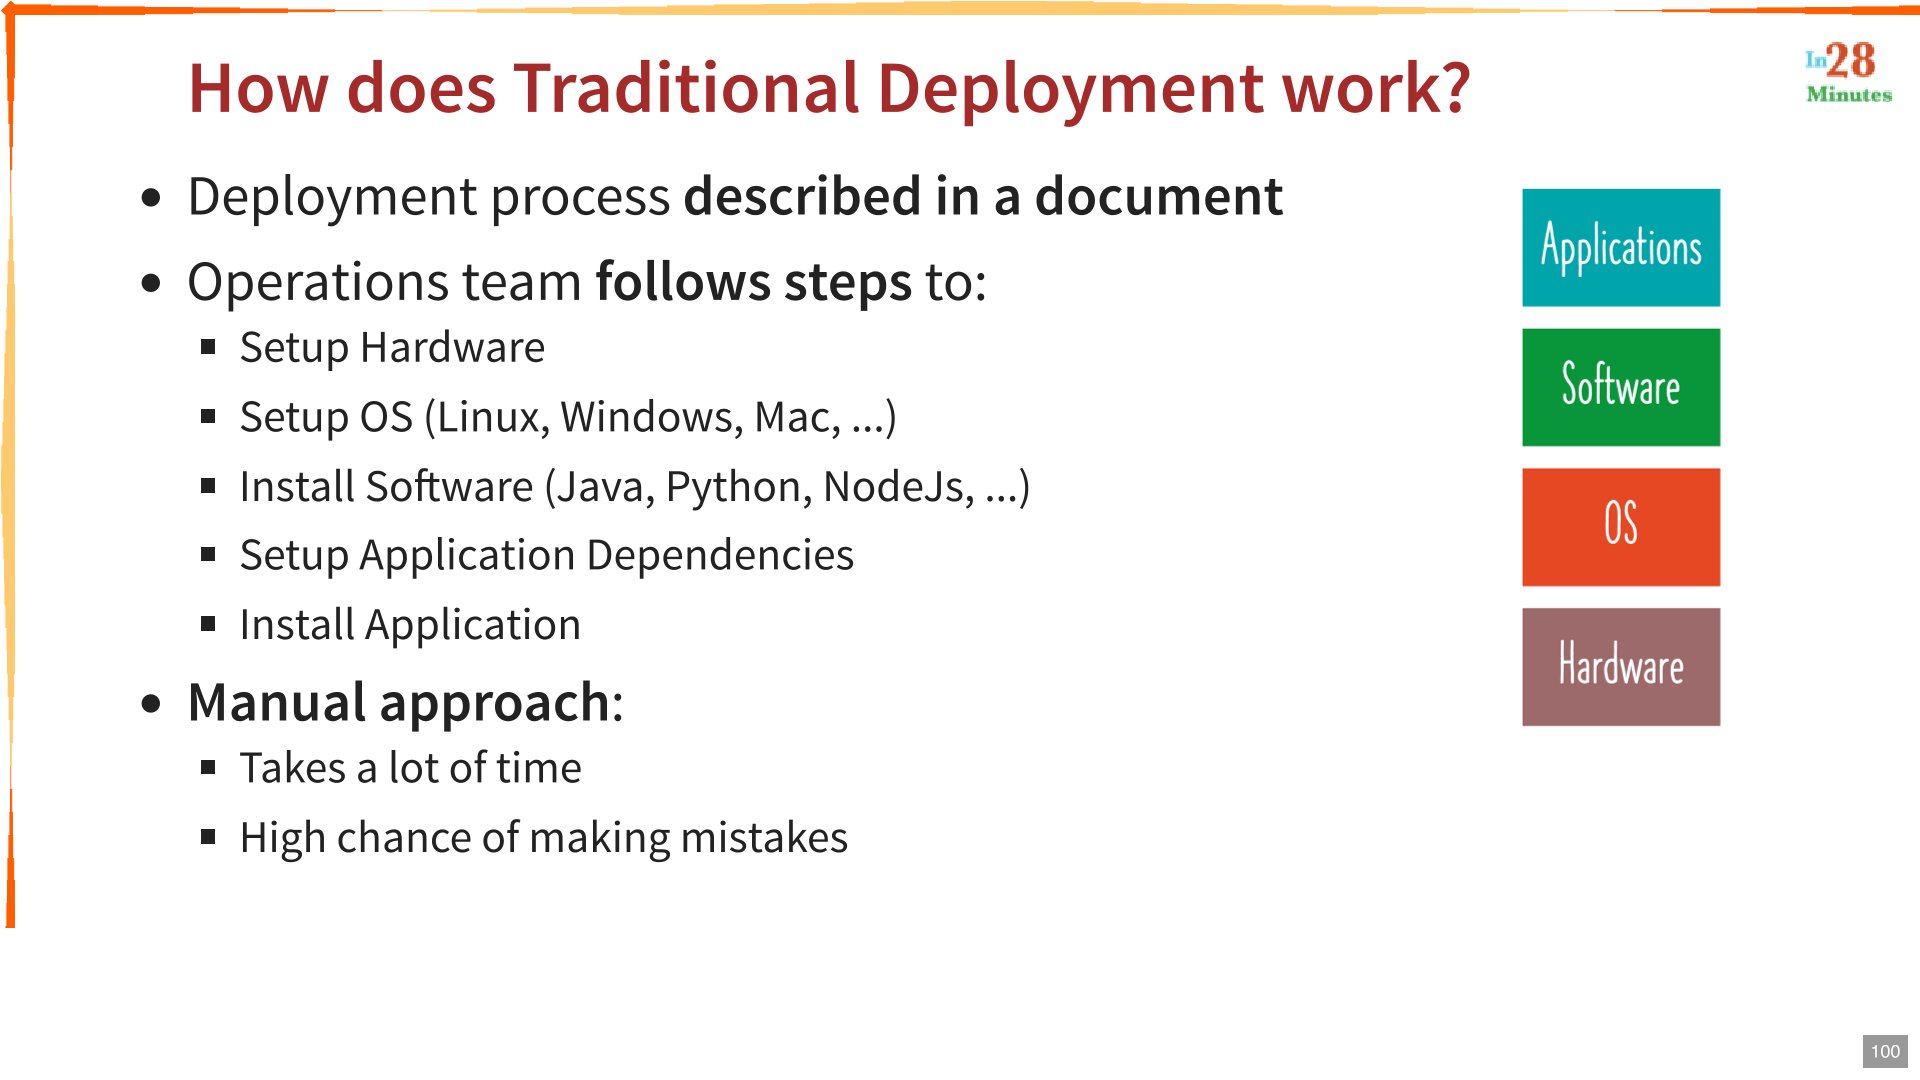 How does Traditional Deployment work?
In28
Minutes
Deployment process described in a document
Operations team follows steps to:
Setup Hardware
Setup OS (Linux, Windows, Mac, ...)
Install Software (Java, Python, NodeJs, ...)
Setup Application Dependencies
Install Application
Manual approach:
Takes a lot of time
High chance of making mistakes
Applications
Software
OS
Hardware
100